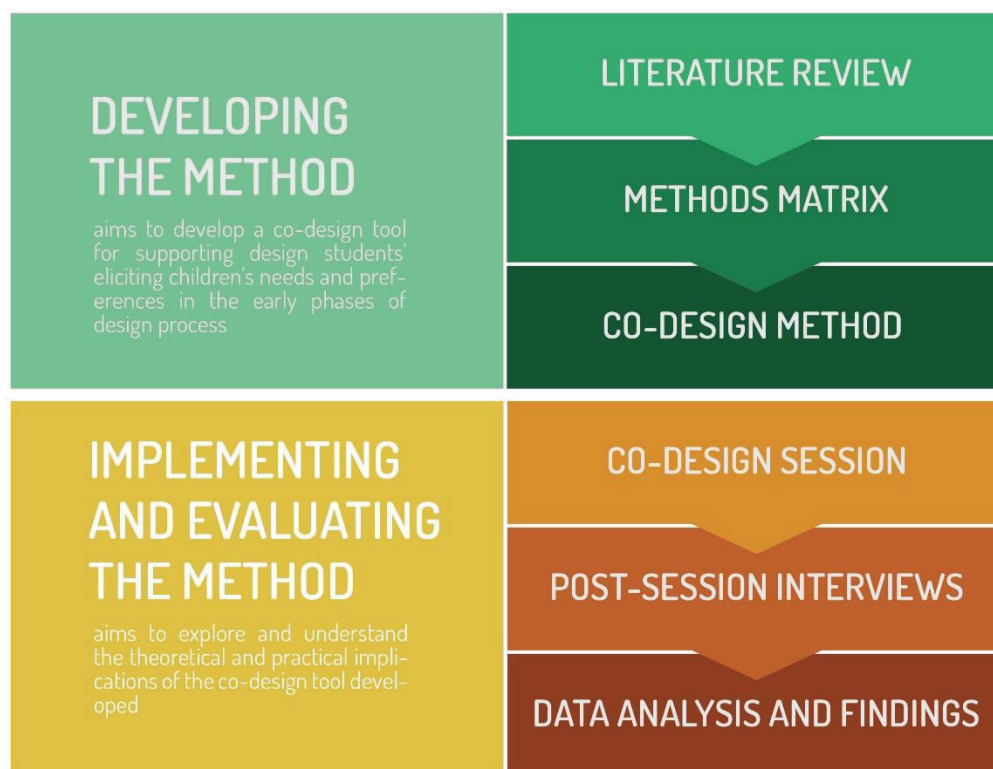 DEVELOPING
THE METHOD
aims to develop a co-design tool
for supporting design students'
eliciting children's needs and pref-
erences in the early phases of
design process
LITERATURE REVIEW
METHODS MATRIX
CO-DESIGN METHOD
IMPLEMENTING
AND EVALUATING
THE METHOD
aims to explore and understand
the theoretical and practical impli-
cations of the co-design tool devel-
oped
CO-DESIGN SESSION
POST-SESSION INTERVIEWS
DATA ANALYSIS AND FINDINGS